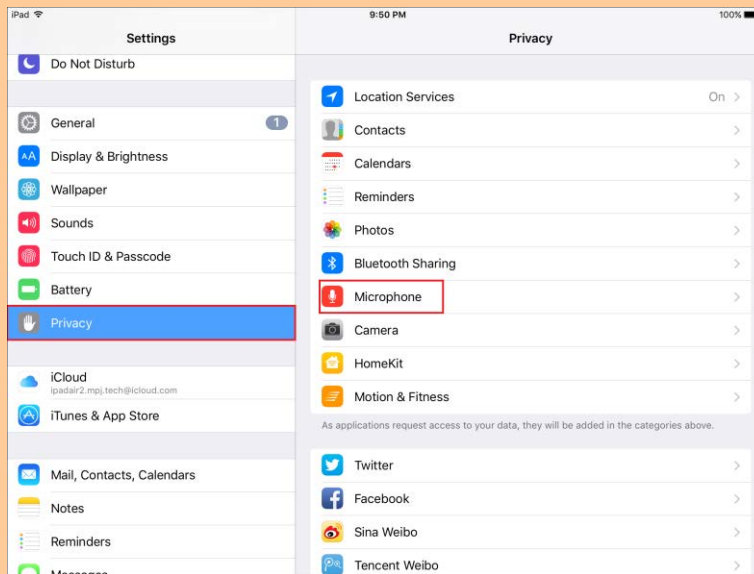 iPad
9:50 PM
100%
Settings
Privacy
Do Not Disturb
General
1
Display & Brightness
Wallpaper
Sounds
Touch ID & Passcode
Battery
Privacy
iCloud
ipadair2.mpj.tech@icloud.com
iTunes & App Store
Mail, Contacts, Calendars
Notes
Reminders
Messages
Location Services
On
Contacts
Calendars
Reminders
Photos
Bluetooth Sharing
Microphone
Camera
HomeKit
Motion & Fitness
As applications request access to your data, they will be added in the categories above.
Twitter
Facebook
Sina Weibo
Tencent Weibo